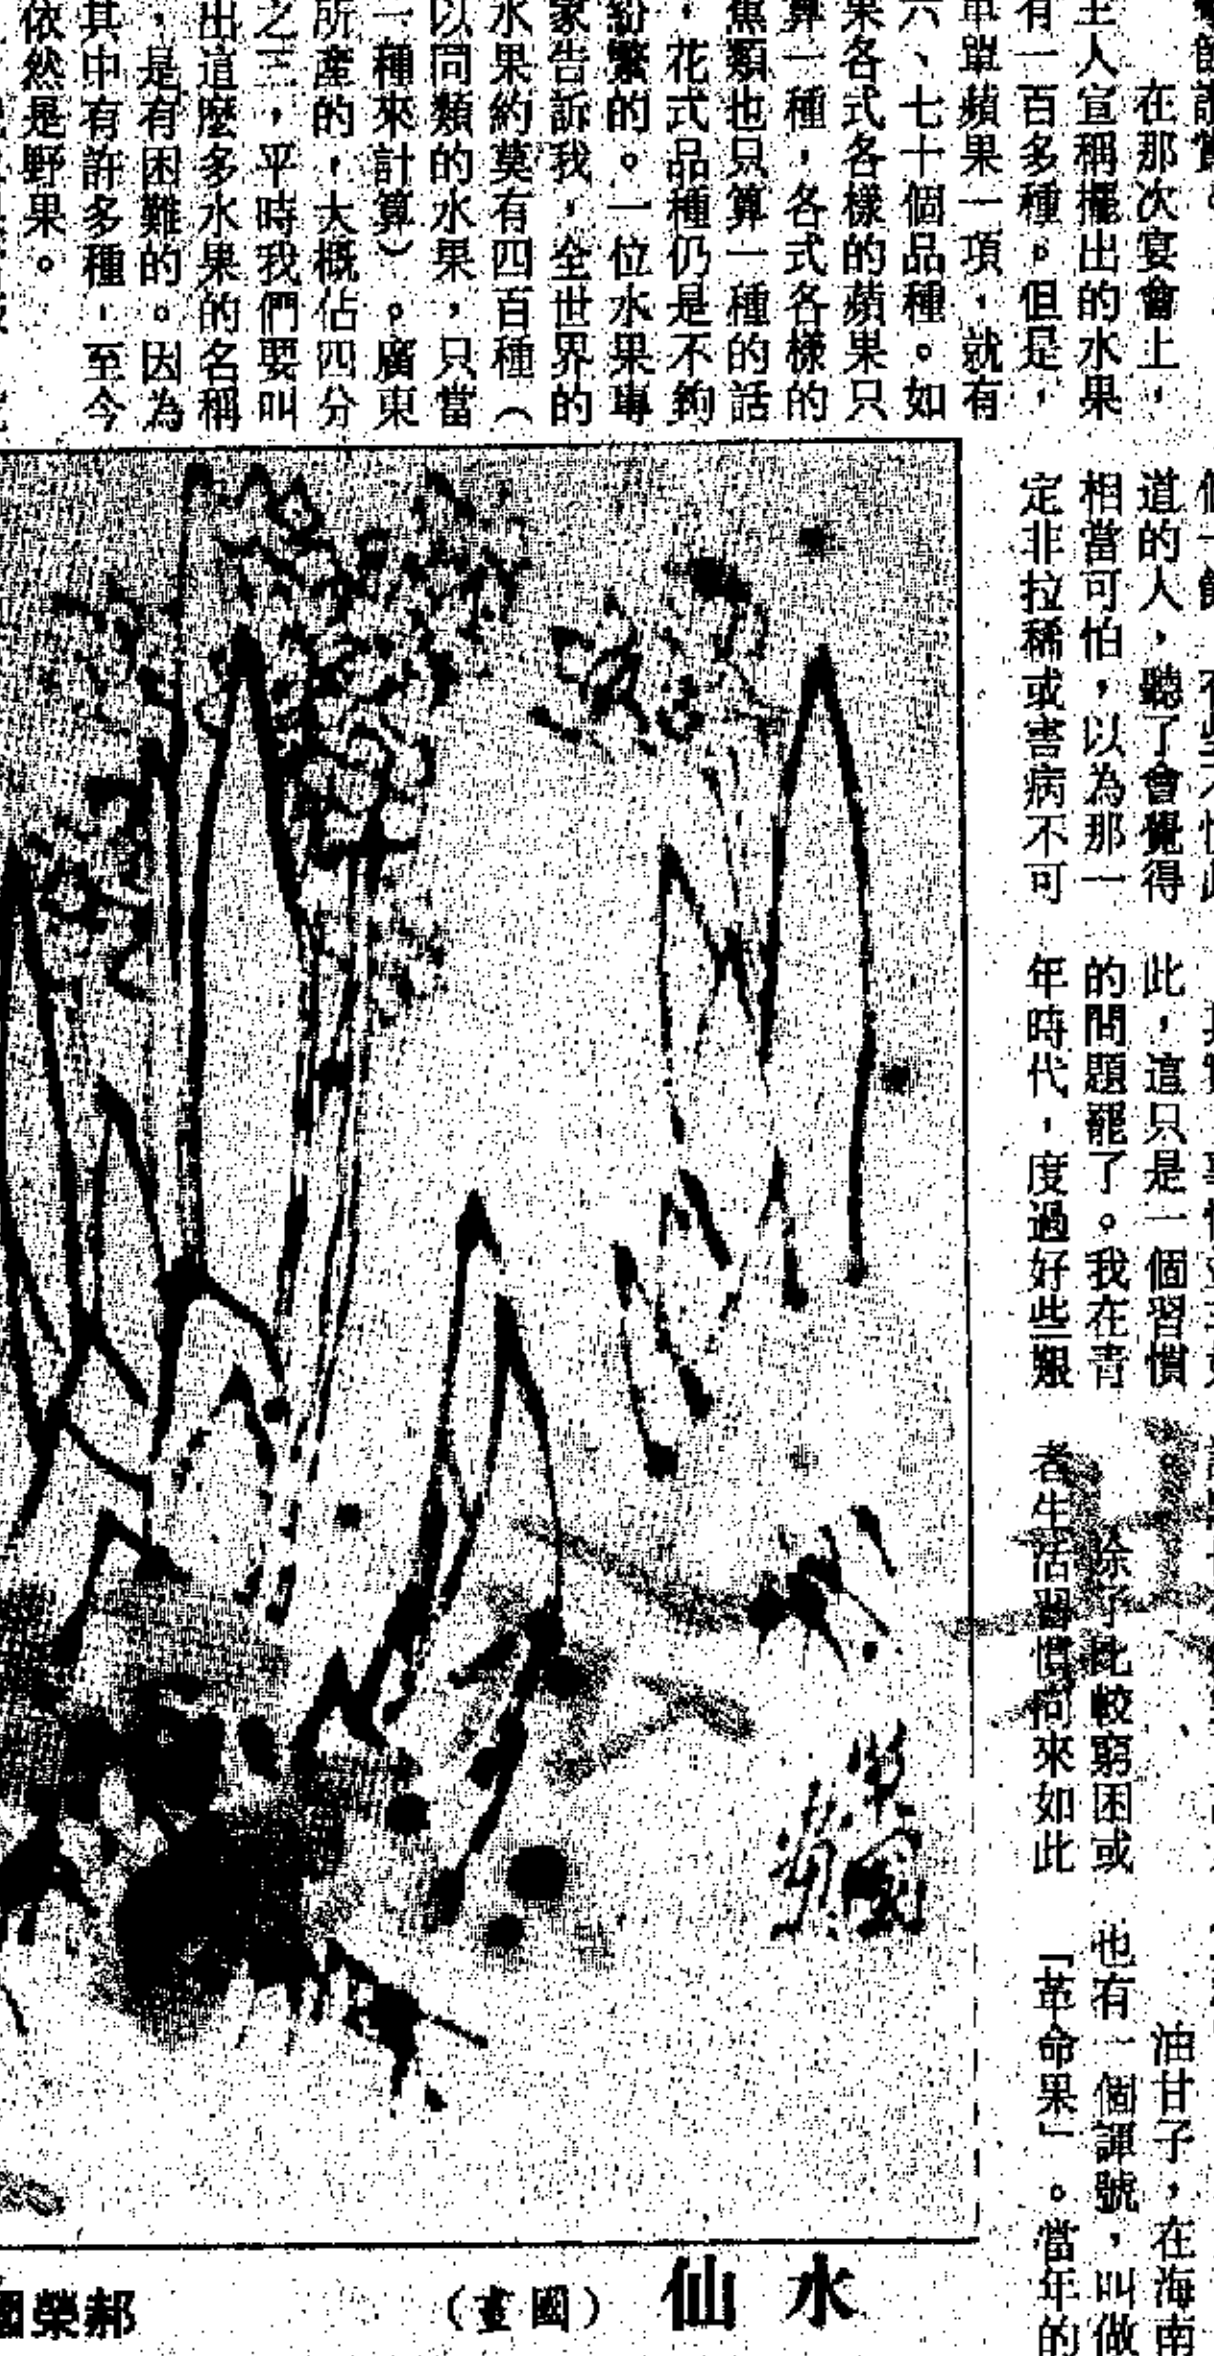 在那次宴會上，
主人宣稱擺出的水果
有一百多種。但是，
單單蘋果一項，就有
六、七十個品種。如
果各式各樣的蘋果只
算一種，各式各樣的
蕉類也只算一種的話
，花式品種仍是不夠
紛繁的。一位水果專
家告訴我，全世界的
水果約莫有四百種（
以同類的水果，只當
一種來計算）。廣東
所產的，大概佔四分
之三，平時我們要叫
出這麼多水果的名稱
，是有困難的。因為
其中有許多種，至今
依然是野果。
道的人，聽了會覺得
相當可怕，以為那一
定非拉稀或害病不可
此，這只是一個習慣
的問題罷了。我在青
年時代，度過好些艱
，除了比較窮困或
者生活習慣向來如此
油甘子，在海南
也有一個諢號，叫做
「革命果」。當年的
榮國
水仙
（國畫）
郝榮國